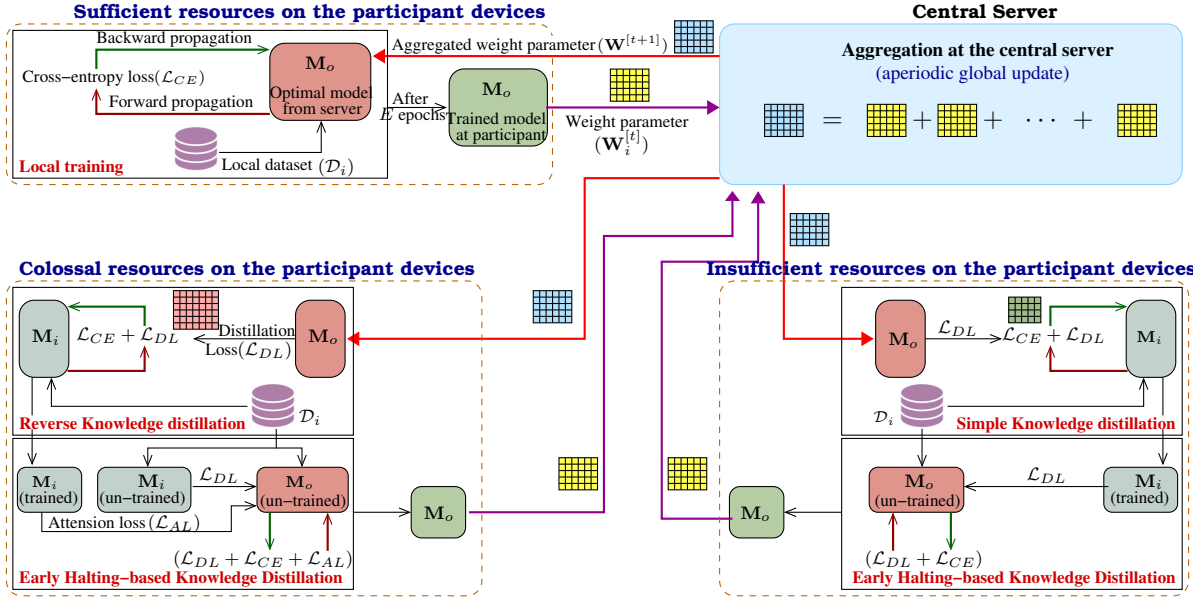 Sufficient resources on the participant devices
Backward propagation
Cross−entropy loss(ℒ_CE)
Forward propagation
M_o
Optimal model
from server
Local dataset (𝒟_i)
Local training
After
E epochs
M_o
Trained model
at participant
Aggregated weight parameter(W^[t+1])
Weight parameter
(W_i^[t])
Central Server
Aggregation at the central server
(aperiodic global update)
= + + ⋯ +
Colossal resources on the participant devices
M_i
ℒ_CE + ℒ_DL
Distillation
Loss(ℒ_DL)
M_o
𝒟_i
Reverse Knowledge distillation
M_i
(trained)
M_i
(un−trained)
ℒ_DL
M_o
(un−trained)
Attension loss(ℒ_AL)
(ℒ_DL + ℒ_CE + ℒ_AL)
Early Halting−based Knowledge Distillation
M_o
Insufficient resources on the participant devices
M_o
ℒ_DL
ℒ_CE + ℒ_DL
M_i
𝒟_i
Simple Knowledge distillation
M_o
(un−trained)
ℒ_DL
M_i
(trained)
(ℒ_DL + ℒ_CE)
Early Halting−based Knowledge Distillation
M_o